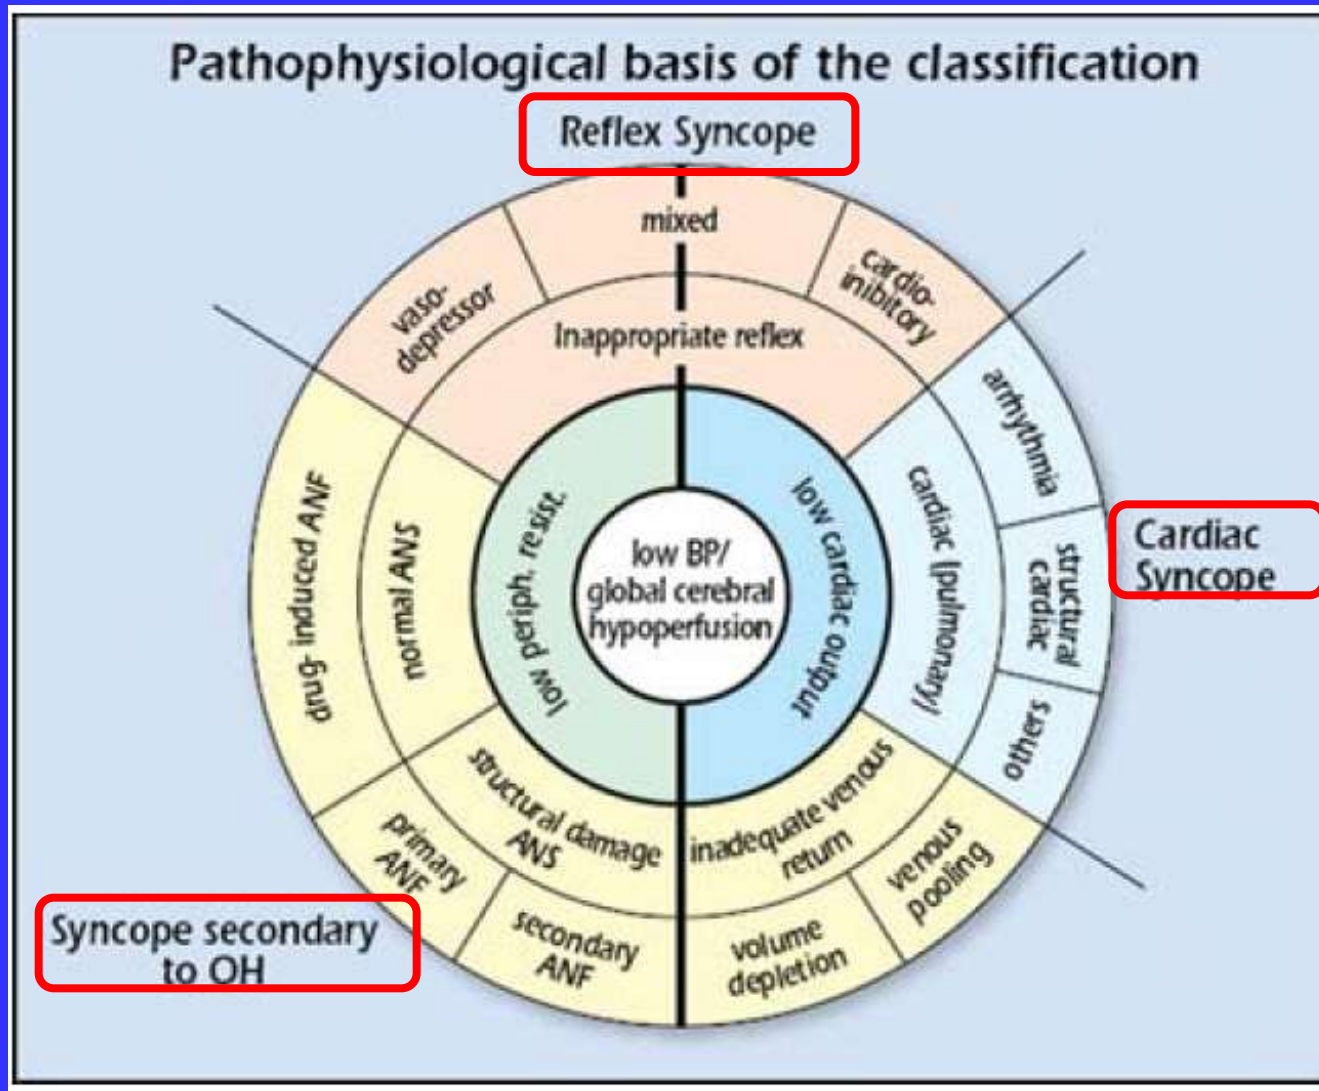 Pathophysiological basis of the classification
Reflex Syncope
mixed
vaso-
depressor
cardio-
inibitory
Inappropriate reflex
arrhythmia
cardiac (pulmonary)
structural
cardiac
others
Cardiac
Syncope
low periph. resist.
low BP/
global cerebral
hypoperfusion
low cardiac output
drug- induced ANF
normal ANS
structural damage
ANS
inadequate venous
return
primary
ANF
secondary
ANF
volume
depletion
venous
pooling
Syncope secondary
to OH